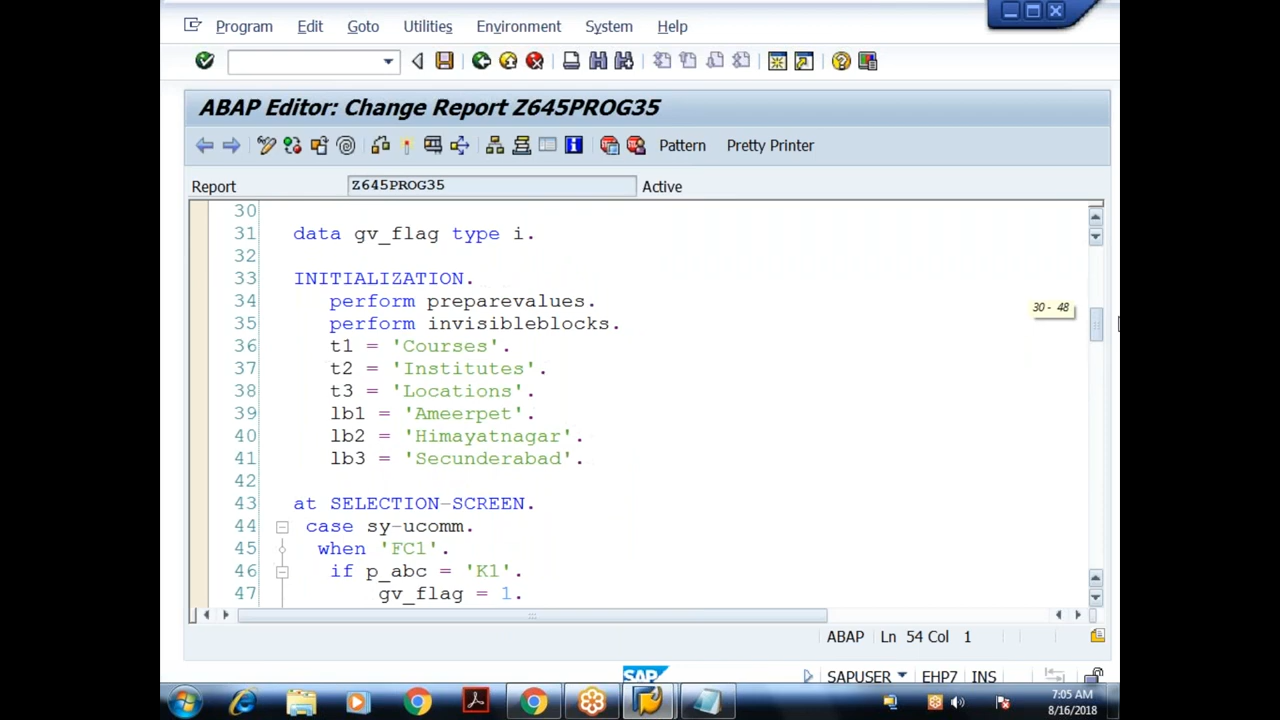 Program Edit Goto Utilities Environment System Help
ABAP Editor: Change Report Z645PROG35
Pattern Pretty Printer
Report Z645PROG35 Active
30
31 data gv_flag type i.
32
33 INITIALIZATION.
34 perform preparevalues.
35 perform invisibleblocks.
36 t1 = 'Courses'.
37 t2 = 'Institutes'.
38 t3 = 'Locations'.
39 lb1 = 'Ameerpet'.
40 lb2 = 'Himayatnagar'.
41 lb3 = 'Secunderabad'.
42
43 at SELECTION-SCREEN.
44 case sy-ucomm.
45 when 'FC1'.
46 if p_abc = 'K1'.
47 gv_flag = 1.
30 - 48
ABAP Ln 54 Col 1
SAP
SAPUSER EHP7 INS
7:05 AM
8/16/2018